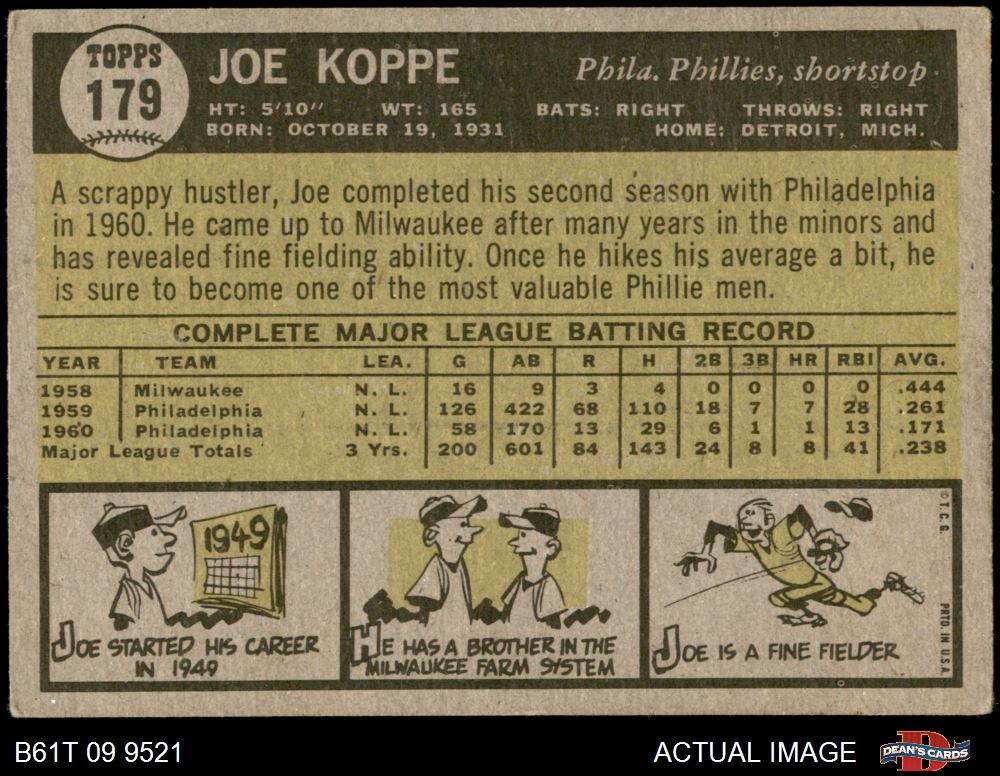 TOPPS
179
JOE KOPPE
Phila. Phillies, shortstop
HT: 5'10" WT: 165 BATS: RIGHT THROWS: RIGHT
BORN: OCTOBER 19, 1931 HOME: DETROIT, MICH.
A scrappy hustler, Joe completed his second season with Philadelphia
in 1960. He came up to Milwaukee after many years in the minors and
has revealed fine fielding ability. Once he hikes his average a bit, he
is sure to become one of the most valuable Phillie men.
COMPLETE MAJOR LEAGUE BATTING RECORD
YEAR TEAM LEA. G AB R H 2B 3B HR RBI AVG.
1958 Milwaukee N. L. 16 9 3 4 0 0 0 0 .444
1959 Philadelphia N. L. 126 422 68 110 18 7 7 28 .261
1960 Philadelphia N. L. 58 170 13 29 6 1 1 13 .171
Major League Totals 3 Yrs. 200 601 84 143 24 8 8 41 .238
1949
JOE STARTED HIS CAREER
IN 1949
HE HAS A BROTHER IN THE
MILWAUKEE FARM SYSTEM
JOE IS A FINE FIELDER
© T. C. G.
PRTD IN U.S.A.
B61T 09 9521
ACTUAL IMAGE
D
DEAN'S CARDS